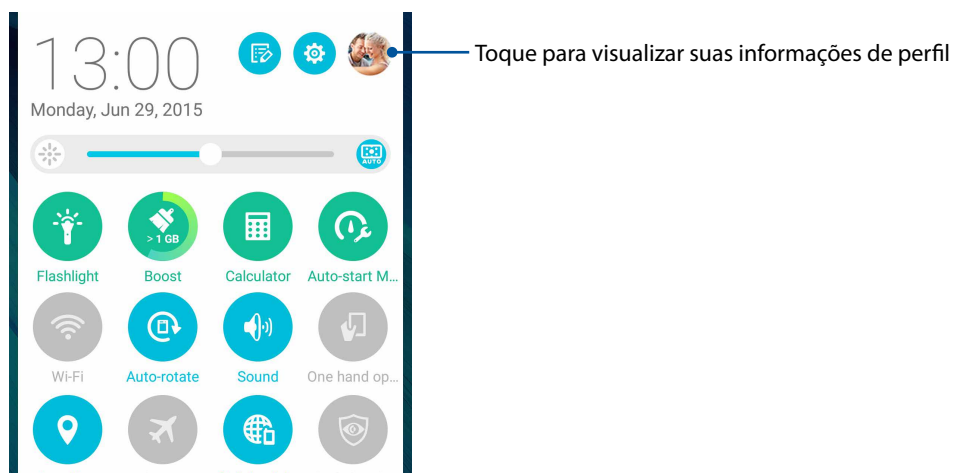 13:00
Monday, Jun 29, 2015
Toque para visualizar suas informações de perfil
AUTO
> 1 GB
Flashlight
Boost
Calculator
Auto-start M...
Wi-Fi
Auto-rotate
Sound
One hand op...